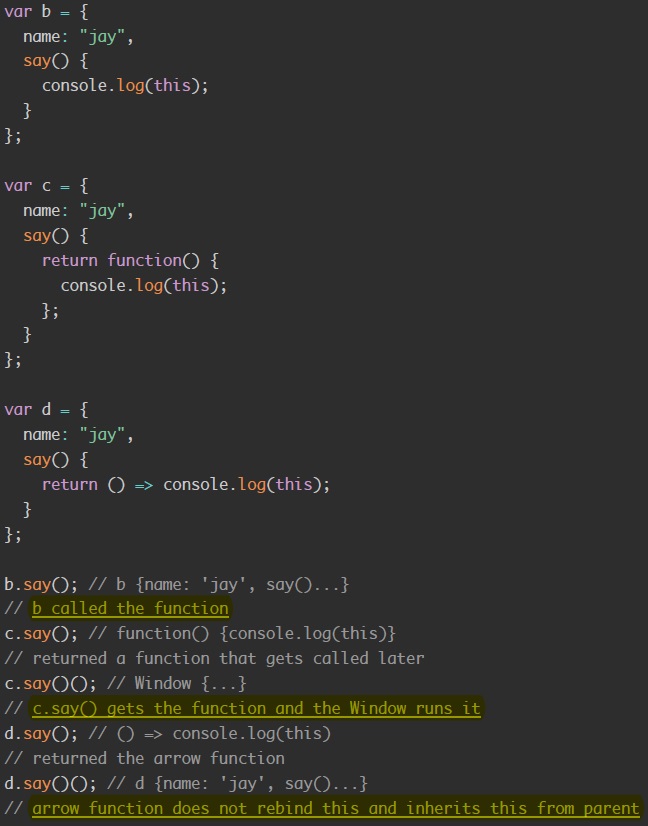 var b = {
  name: "jay",
  say() {
    console.log(this);
  }
};

var c = {
  name: "jay",
  say() {
    return function() {
      console.log(this);
    };
  }
};

var d = {
  name: "jay",
  say() {
    return () => console.log(this);
  }
};

b.say(); // b {name: 'jay', say()...}
// b called the function
c.say(); // function() {console.log(this)}
// returned a function that gets called later
c.say()(); // Window {...}
// c.say() gets the function and the Window runs it
d.say(); // () => console.log(this)
// returned the arrow function
d.say()(); // d {name: 'jay', say()...}
// arrow function does not rebind this and inherits this from parent